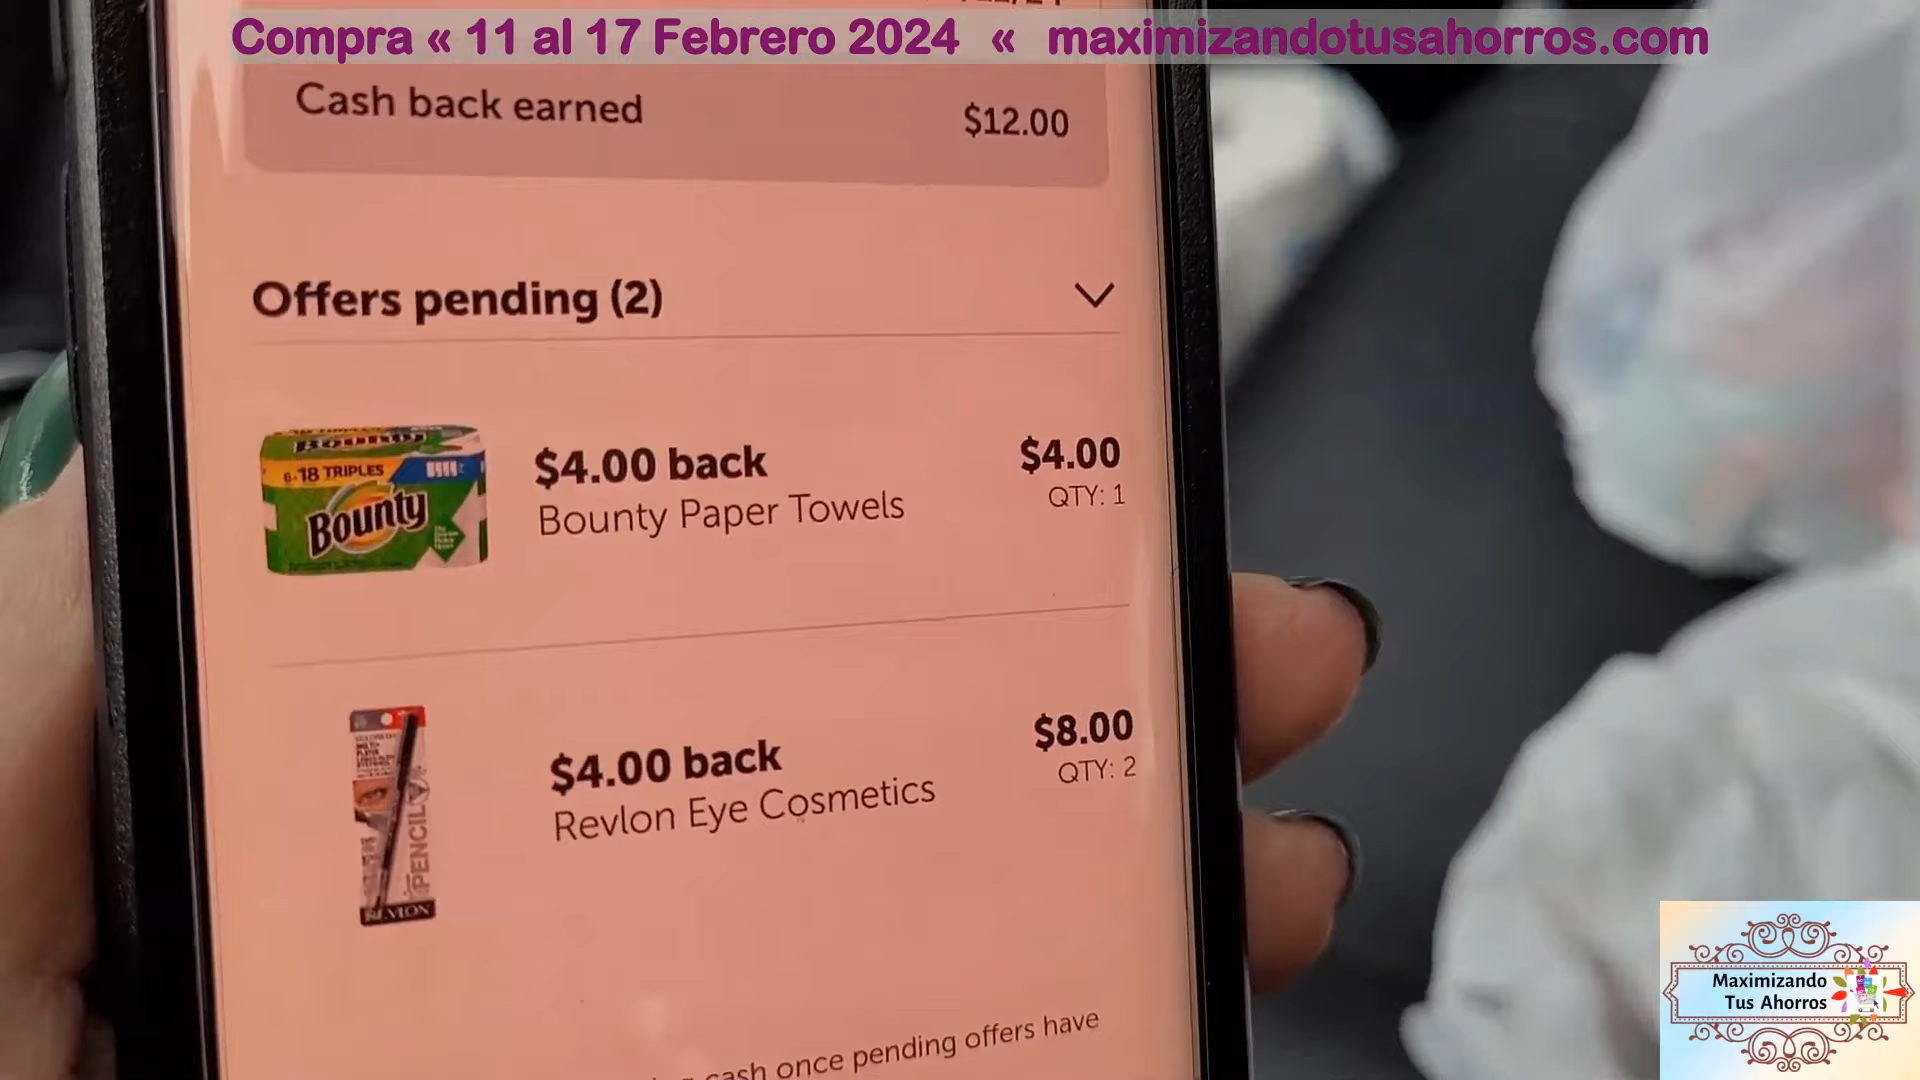 Compra « 11 al 17 Febrero 2024 « maximizandotusahorros.com
Cash back earned
$12.00
Offers pending (2)
Bounty
6=18 TRIPLES
Bounty
$4.00 back
Bounty Paper Towels
$4.00
QTY: 1
PENCIL
REVLON
$4.00 back
Revlon Eye Cosmetics
$8.00
QTY: 2
cash once pending offers have
Maximizando
Tus Ahorros